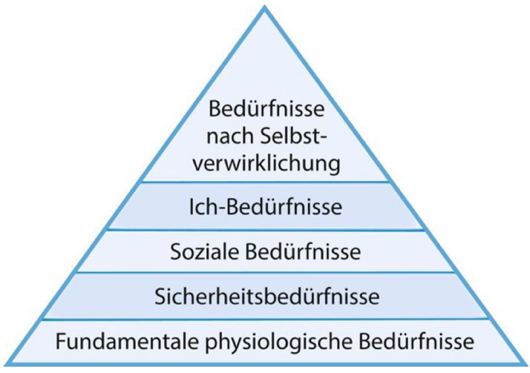 Bedürfnisse
nach Selbst-
verwirklichung
Ich-Bedürfnisse
Soziale Bedürfnisse
Sicherheitsbedürfnisse
Fundamentale physiologische Bedürfnisse